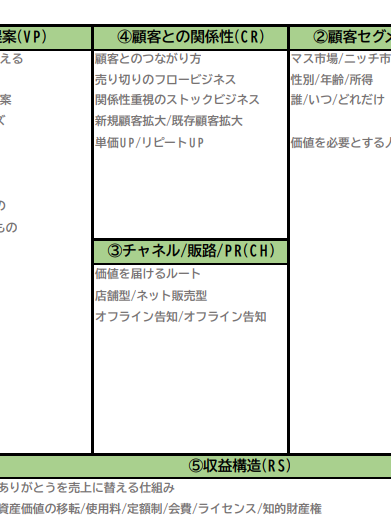 案(VP)
える
案
ズ
の
もの
④顧客との関係性(CR)
顧客とのつながり方
売り切りのフロービジネス
関係性重視のストックビジネス
新規顧客拡大/既存顧客拡大
単価UP/リピートUP
③チャネル/販路/PR(CH)
価値を届けるルート
店舗型/ネット販売型
オフライン告知/オフライン告知
②顧客セグメ
マス市場/ニッチ市
性別/年齢/所得
誰/いつ/どれだけ
価値を必要とする人
⑤収益構造(RS)
ありがとうを売上に替える仕組み
資産価値の移転/使用料/定額制/会費/ライセンス/知的財産権